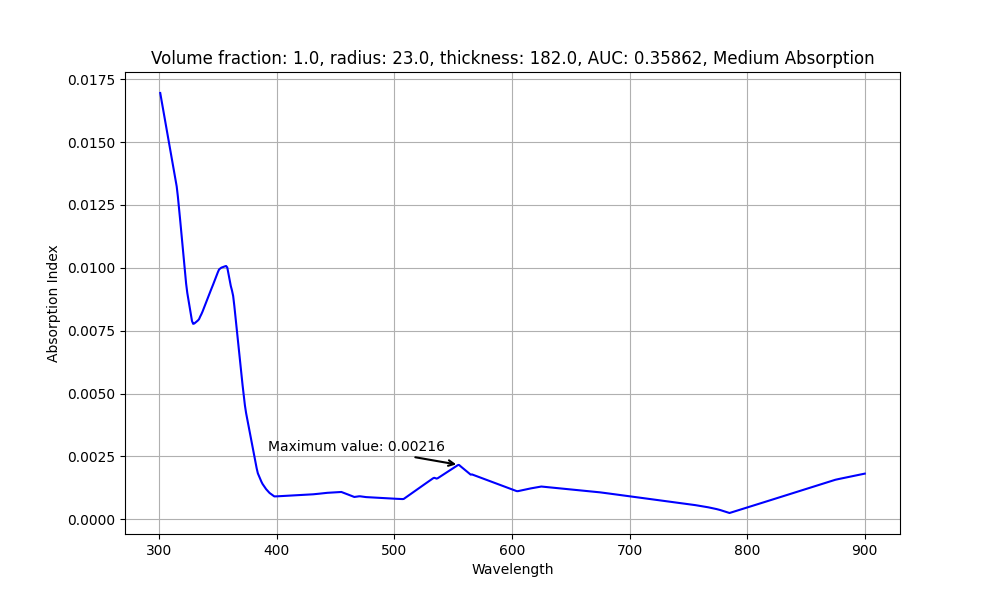 Volume fraction: 1.0, radius: 23.0, thickness: 182.0, AUC: 0.35862, Medium Absorption
0.0175
0.0150
0.0125
0.0100
0.0075
0.0050
0.0025
0.0000
Absorption Index
Maximum value: 0.00216
300 400 500 600 700 800 900
Wavelength